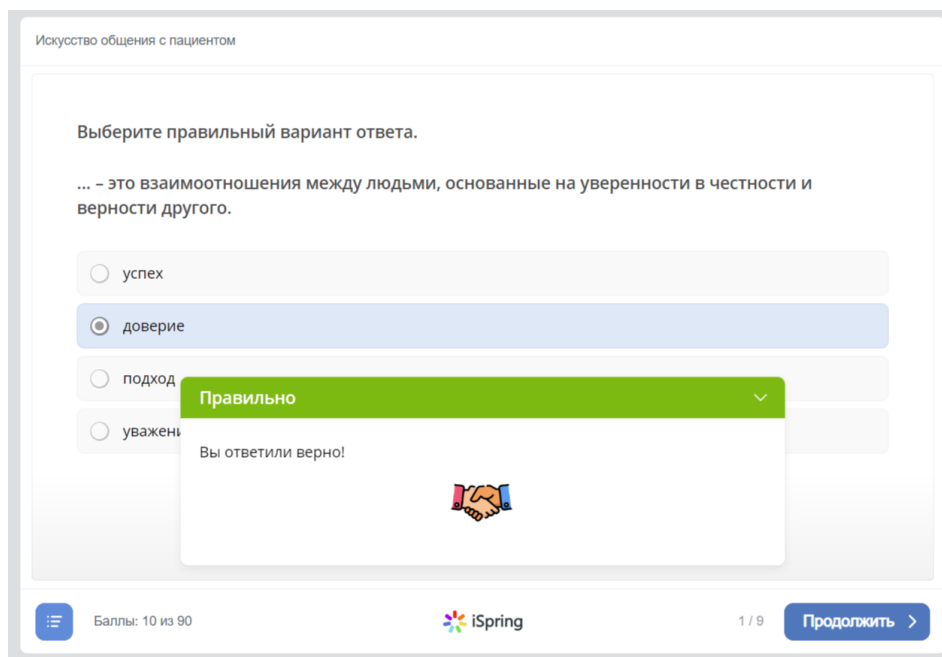 Искусство общения с пациентом
Выберите правильный вариант ответа.
... – это взаимоотношения между людьми, основанные на уверенности в честности и
верности другого.
успех
доверие
подход
Правильно
Вы ответили верно!
Баллы: 10 из 90
iSpring
1 / 9
Продолжить